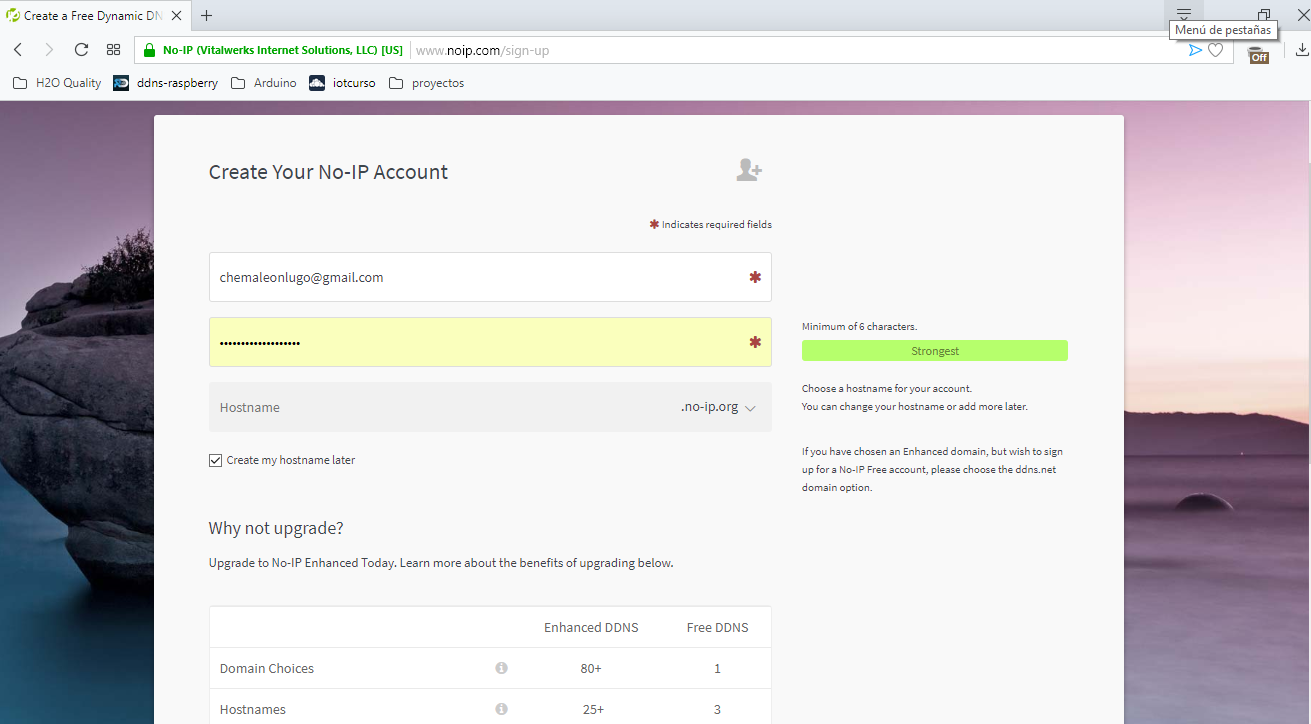 Create a Free Dynamic DN
Menú de pestañas
No-IP (Vitalwerks Internet Solutions, LLC) [US]
www.noip.com/sign-up
Off
H2O Quality
ddns-raspberry
Arduino
iotcurso
proyectos
Create Your No-IP Account
✱ Indicates required fields
chemaleonlugo@gmail.com ✱
••••••••••••••••••• ✱
Minimum of 6 characters.
Strongest
Hostname .no-ip.org
Choose a hostname for your account.
You can change your hostname or add more later.
Create my hostname later
If you have chosen an Enhanced domain, but wish to sign
up for a No-IP Free account, please choose the ddns.net
domain option.
Why not upgrade?
Upgrade to No-IP Enhanced Today. Learn more about the benefits of upgrading below.
Enhanced DDNS Free DDNS
Domain Choices 80+ 1
Hostnames 25+ 3